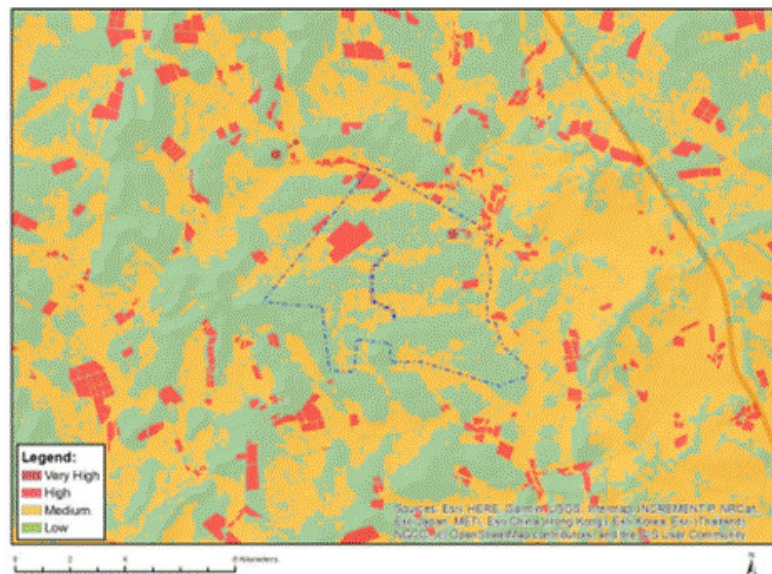 Legend:
Very High
High
Medium
Low
Sources: Esri, HERE, Garmin, USGS, Intermap, INCREMENT P, NRCan,
Esri Japan, METI, Esri China (Hong Kong), Esri Korea, Esri (Thailand),
NGCC, (c) OpenStreetMap contributors, and the GIS User Community
0 2 4 8 Kilometers
N